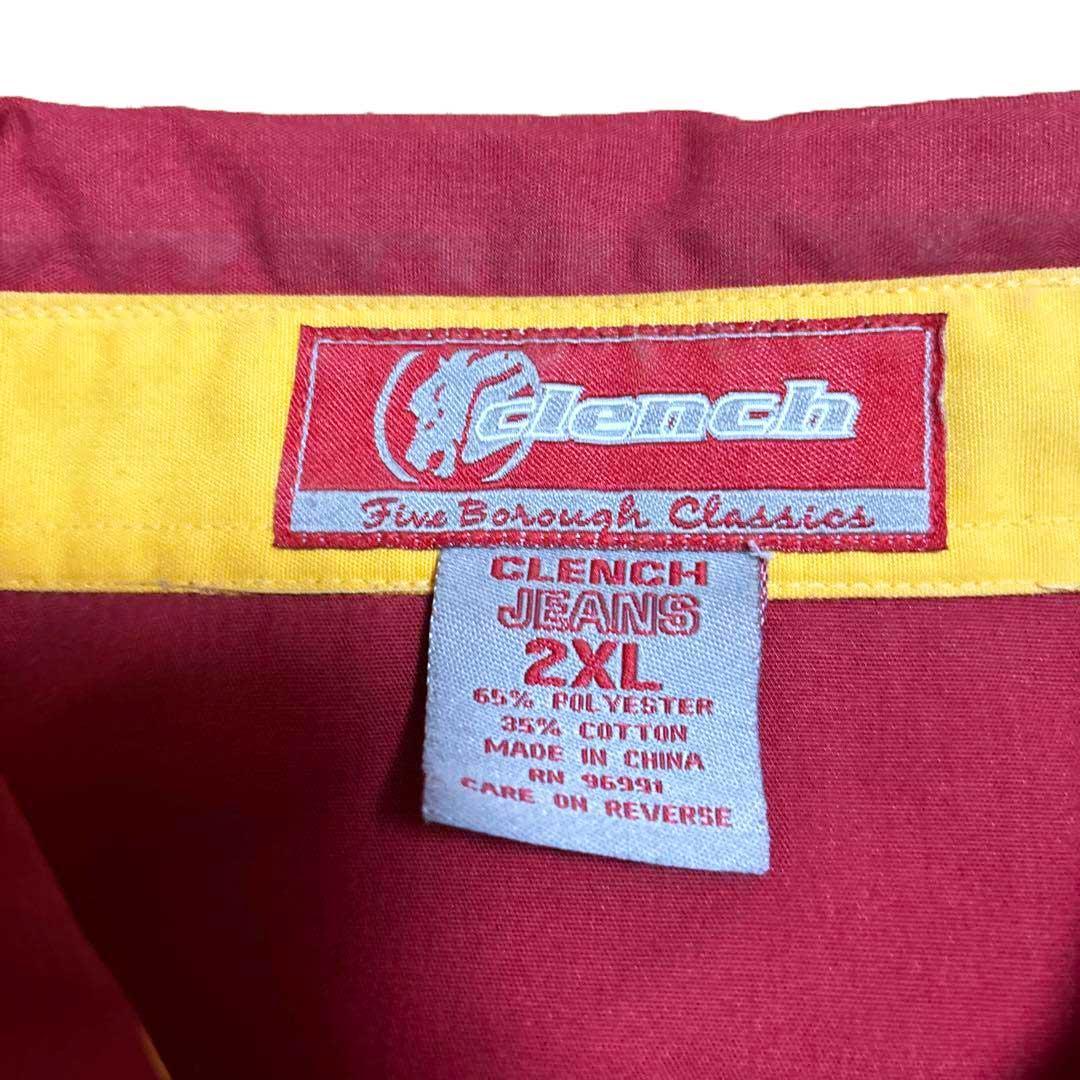 clench
Five Borough Classics
CLENCH
JEANS
2XL
65% POLYESTER
35% COTTON
MADE IN CHINA
RN 96991
CARE ON REVERSE